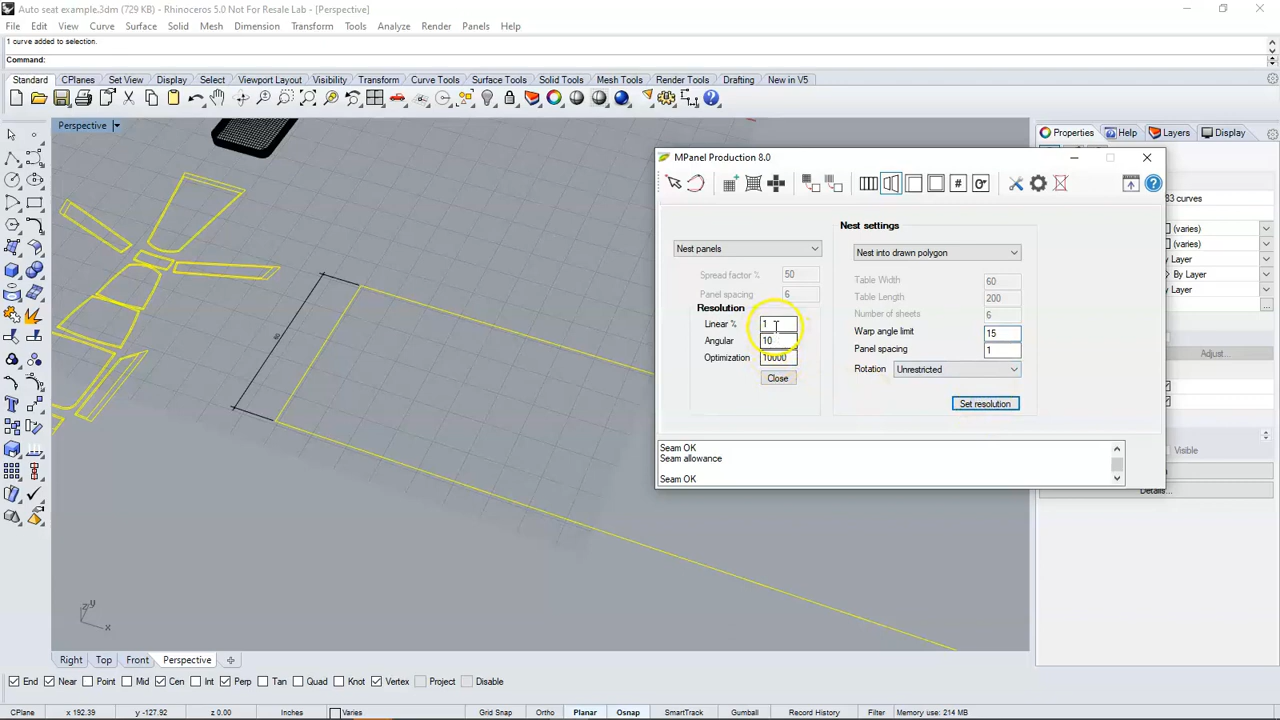 Auto seat example.3dm (729 KB) - Rhinoceros 5.0 Not For Resale Lab - [Perspective]
File Edit View Curve Surface Solid Mesh Dimension Transform Tools Analyze Render Panels Help
1 curve added to selection.
Command:
Standard CPlanes Set View Display Select Viewport Layout Visibility Transform Curve Tools Surface Tools Solid Tools Mesh Tools Render Tools Drafting New in V5
Perspective
Properties Help Layers Display
MPanel Production 8.0
83 curves
(varies)
(varies)
By Layer
By Layer
By Layer
Adjust...
Visible
Details...
Nest settings
Nest panels
Nest into drawn polygon
Spread factor % 50
Table Width 60
Panel spacing 6
Table Length 200
Resolution
Number of sheets 6
Linear % 1
Warp angle limit 15
Angular 10
Panel spacing 1
Optimization 10000
Rotation Unrestricted
Close
Set resolution
Seam OK
Seam allowance
Seam OK
z y
x
Right Top Front Perspective
End Near Point Mid Cen Int Perp Tan Quad Knot Vertex Project Disable
CPlane x 192.39 y -127.92 z 0.00 Inches Varies Grid Snap Ortho Planar Osnap SmartTrack Gumball Record History Filter Memory use: 214 MB